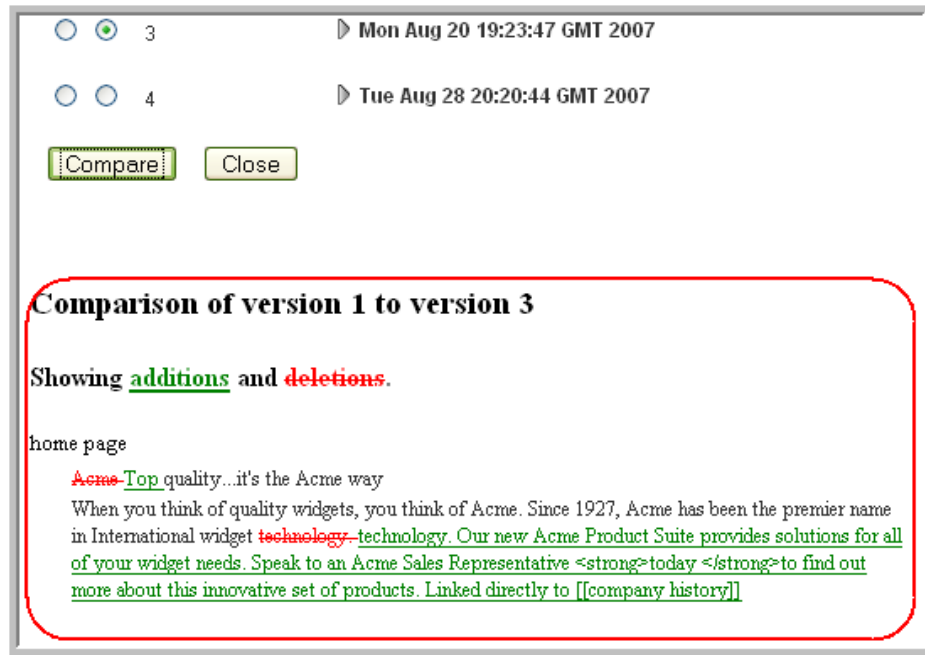 3 Mon Aug 20 19:23:47 GMT 2007
4 Tue Aug 28 20:20:44 GMT 2007
Compare Close
Comparison of version 1 to version 3
Showing additions and deletions.
home page
Acme Top quality...it's the Acme way
When you think of quality widgets, you think of Acme. Since 1927, Acme has been the premier name
in International widget technology. technology. Our new Acme Product Suite provides solutions for all
of your widget needs. Speak to an Acme Sales Representative <strong>today </strong>to find out
more about this innovative set of products. Linked directly to [[company history]]